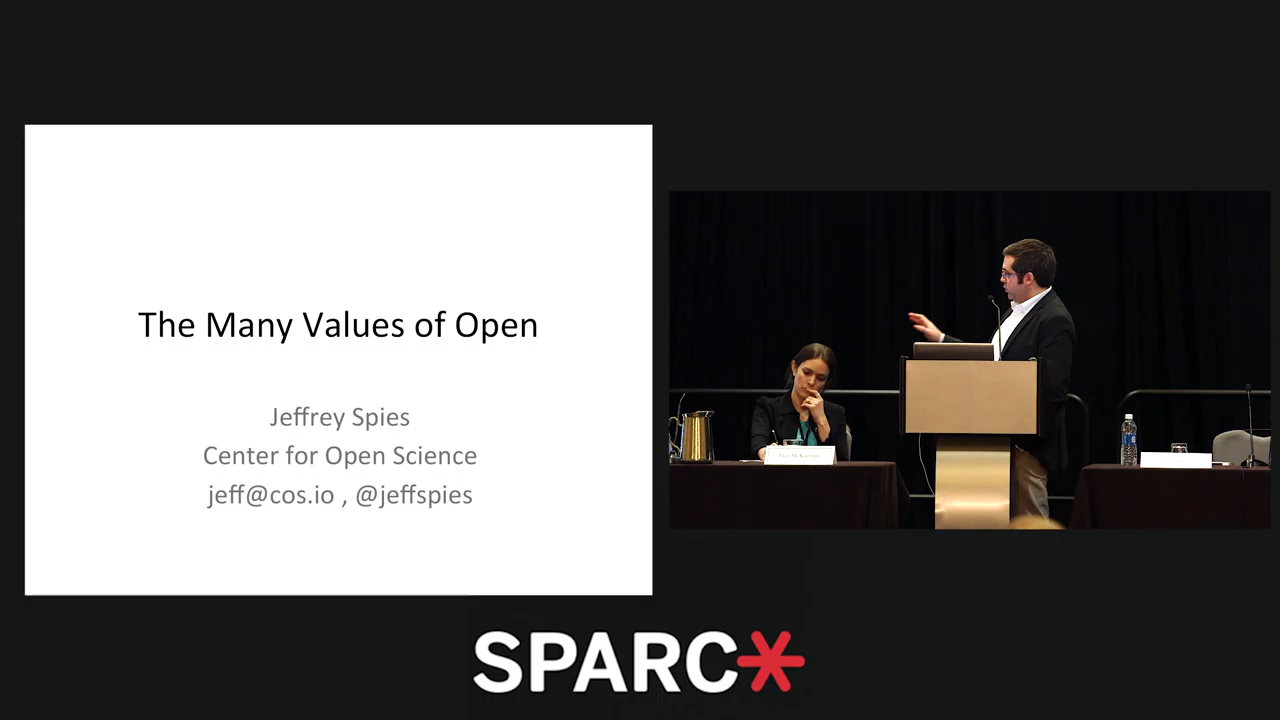 The Many Values of Open
Jeffrey Spies
Center for Open Science
jeff@cos.io , @jeffspies
SPARC